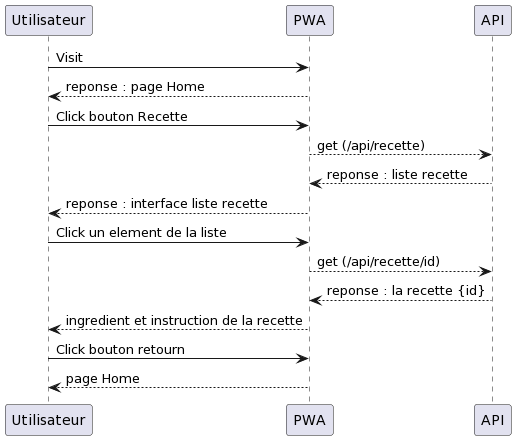 Utilisateur PWA API
Visit
reponse : page Home
Click bouton Recette
get (/api/recette)
reponse : liste recette
reponse : interface liste recette
Click un element de la liste
get (/api/recette/id)
reponse : la recette {id}
ingredient et instruction de la recette
Click bouton retourn
page Home
Utilisateur PWA API